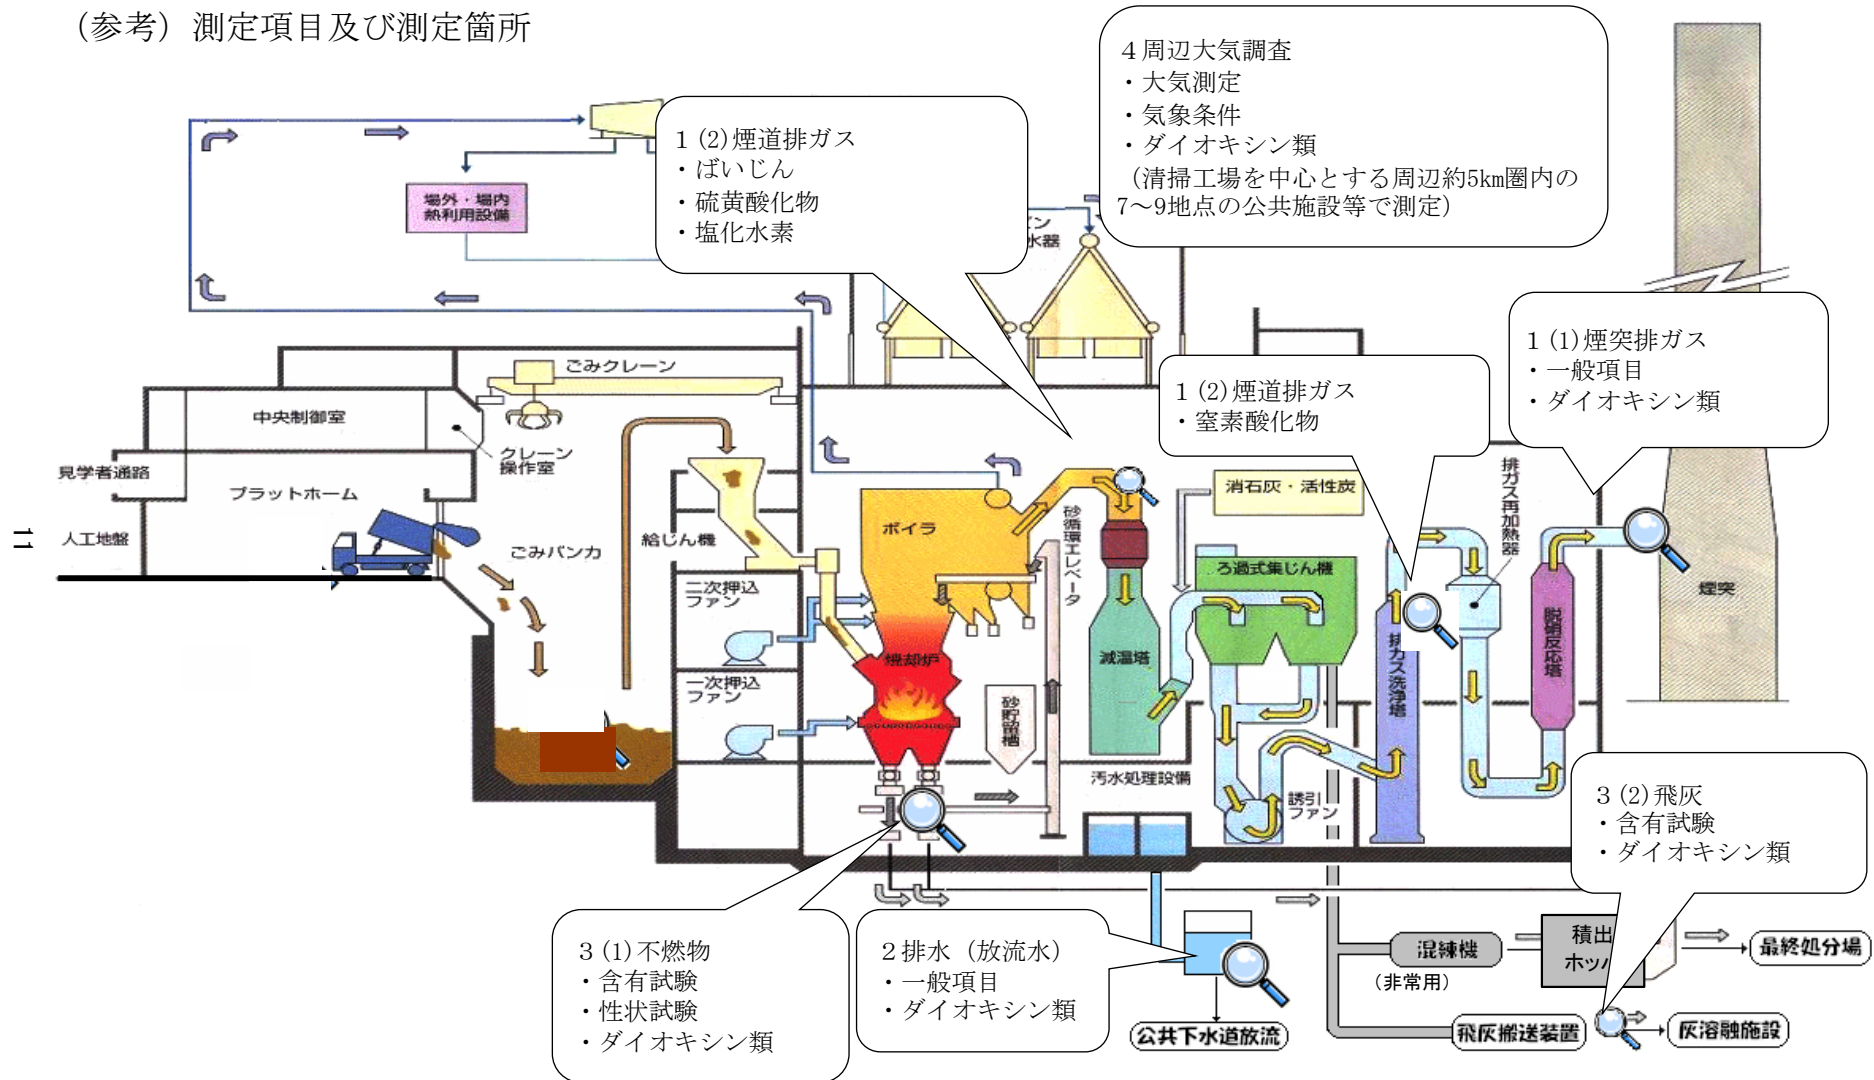 （参考）測定項目及び測定箇所
4周辺大気調査
・大気測定
・気象条件
・ダイオキシン類
（清掃工場を中心とする周辺約5km圏内の
7～9地点の公共施設等で測定）
1(2)煙道排ガス
・ばいじん
・硫黄酸化物
・塩化水素
場外・場内
熱利用設備
ビン
水器
1(1)煙突排ガス
・一般項目
・ダイオキシン類
1(2)煙道排ガス
・窒素酸化物
ごみクレーン
中央制御室
クレーン
操作室
見学者通路
プラットホーム
人工地盤
ごみバンカ
給じん機
二次押込
ファン
一次押込
ファン
ボイラ
焼却炉
砂循環エレベータ
砂貯留槽
減温塔
消石灰・活性炭
ろ過式集じん機
排ガス洗浄塔
排ガス再加熱器
脱硝反応塔
煙突
汚水処理設備
誘引
ファン
3(1)不燃物
・含有試験
・性状試験
・ダイオキシン類
2排水（放流水）
・一般項目
・ダイオキシン類
公共下水道放流
3(2)飛灰
・含有試験
・ダイオキシン類
混練機
（非常用）
積出
ホッパ
最終処分場
飛灰搬送装置
灰溶融施設
11